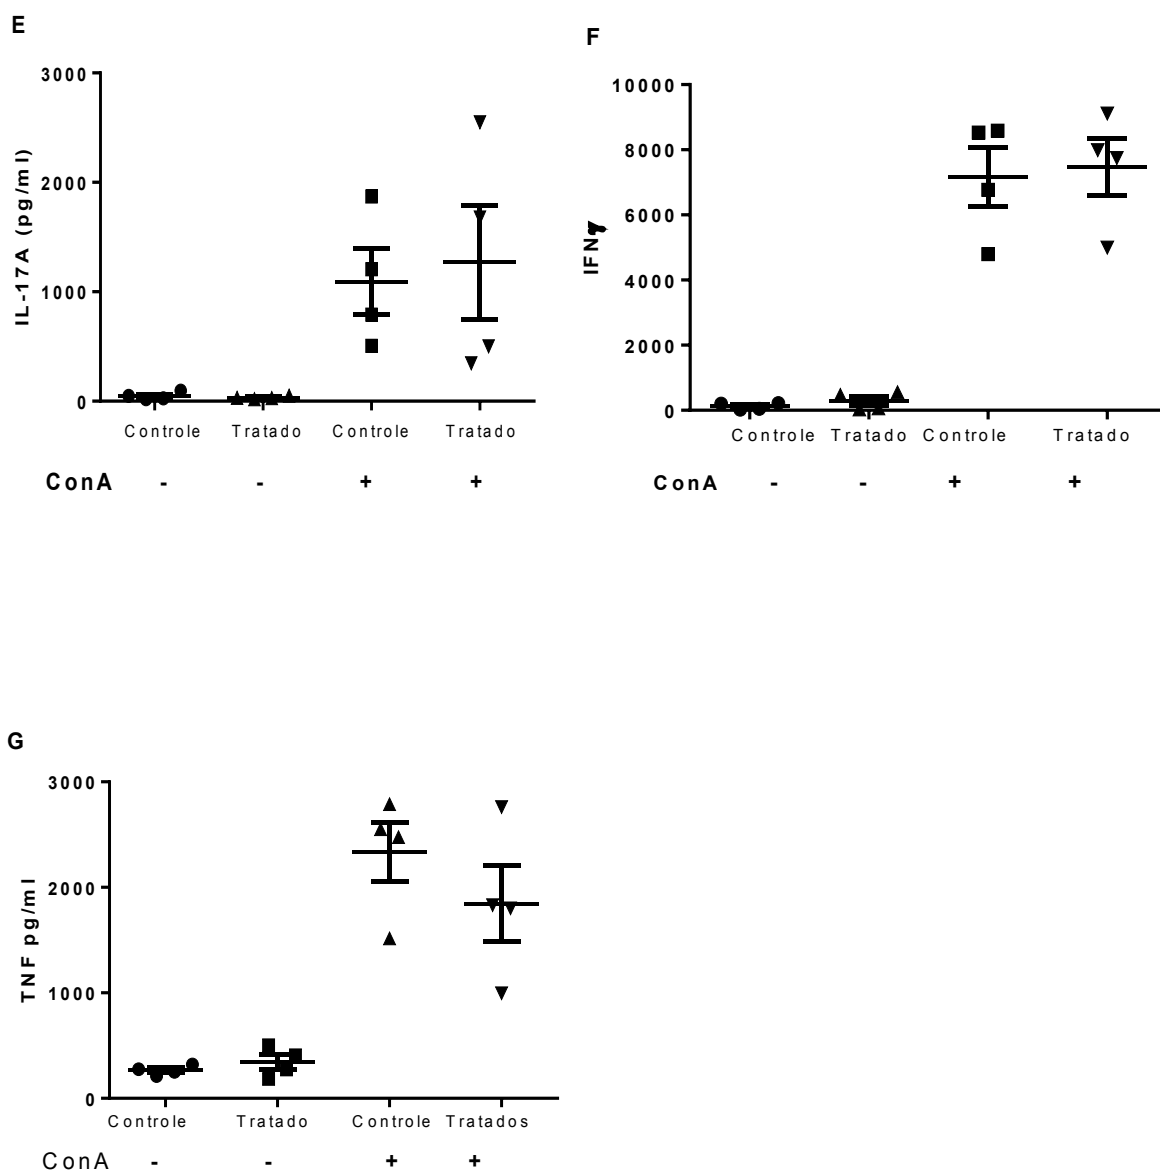 E
IL-17A (pg/ml)
3000
2000
1000
0
Controle Tratado Controle Tratado
ConA - - + +
F
IFNγ
10000
8000
6000
4000
2000
0
Controle Tratado Controle Tratado
ConA - - + +
G
TNF pg/ml
3000
2000
1000
0
Controle Tratado Controle Tratados
ConA - - + +